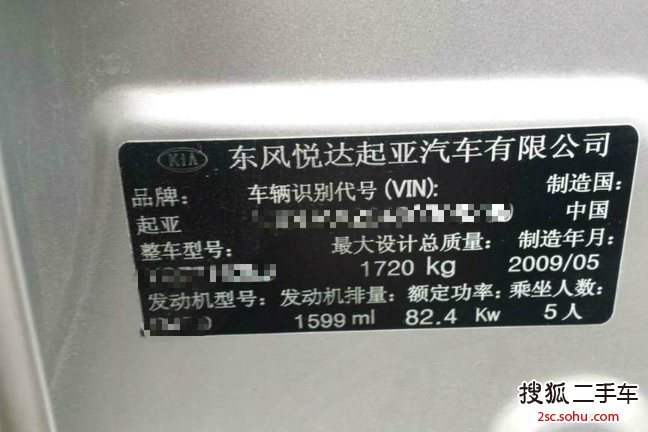 KIA 东风悦达起亚汽车有限公司
品牌: 车辆识别代号(VIN): 制造国:
起亚 中国
整车型号: 最大设计总质量: 制造年月:
1720 kg 2009/05
发动机型号: 发动机排量: 额定功率: 乘坐人数:
1599 ml 82.4 Kw 5人
搜狐二手车
2sc.sohu.com